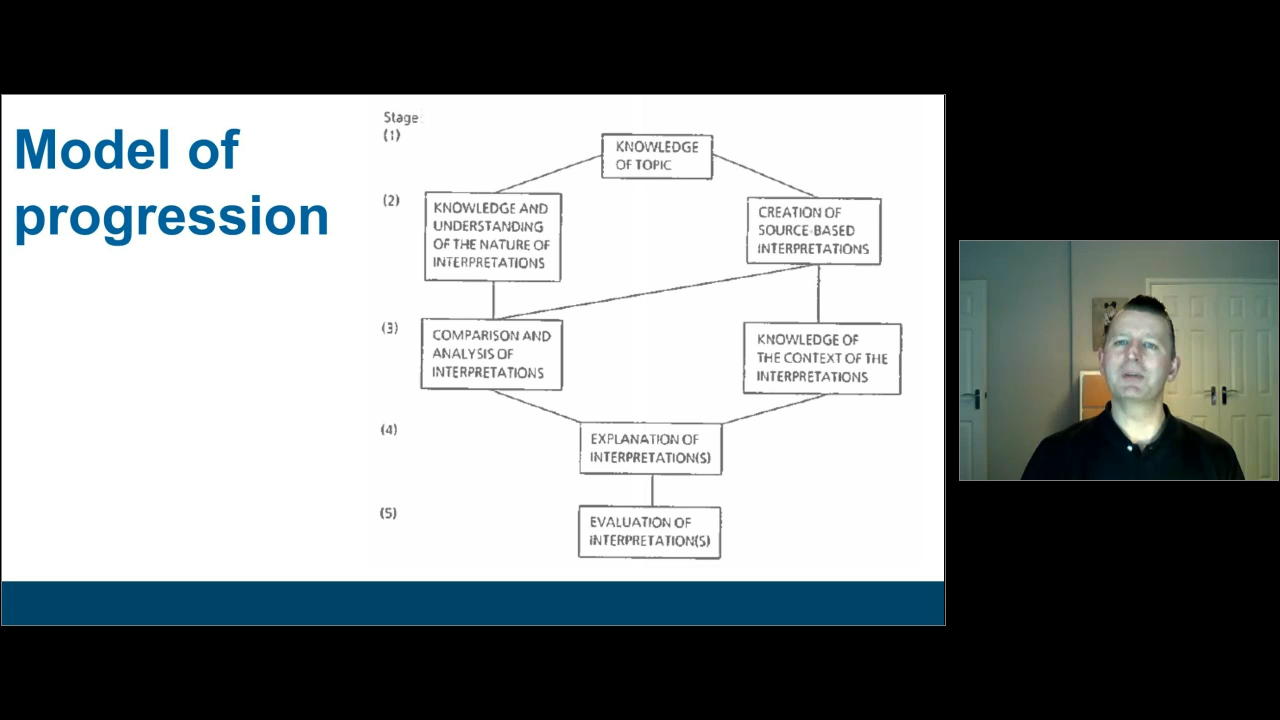 Model of
progression
Stage
(1)
KNOWLEDGE
OF TOPIC
(2)
KNOWLEDGE AND
UNDERSTANDING
OF THE NATURE OF
INTERPRETATIONS
CREATION OF
SOURCE-BASED
INTERPRETATIONS
(3)
COMPARISON AND
ANALYSIS OF
INTERPRETATIONS
KNOWLEDGE OF
THE CONTEXT OF THE
INTERPRETATIONS
(4)
EXPLANATION OF
INTERPRETATION(S)
(5)
EVALUATION OF
INTERPRETATION(S)